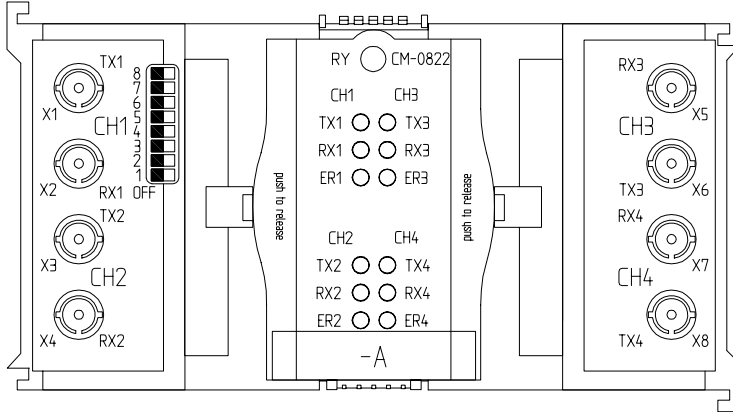 RY CM-0822
TX1
8
7
6
5
4
3
2
1
OFF
X1
CH1
X2
RX1
TX2
X3
CH2
X4
RX2
push to release
CH1 CH3
TX1 TX3
RX1 RX3
ER1 ER3
CH2 CH4
TX2 TX4
RX2 RX4
ER2 ER4
-A
push to release
RX3
X5
CH3
TX3
X6
RX4
X7
CH4
TX4
X8